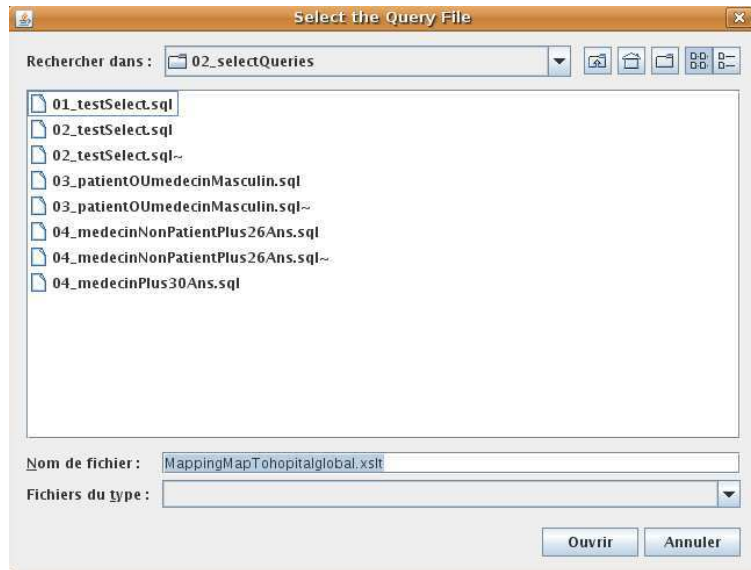 Select the Query File
Rechercher dans : 02_selectQueries
01_testSelect.sql
02_testSelect.sql
02_testSelect.sql~
03_patientOUmedecinMasculin.sql
03_patientOUmedecinMasculin.sql~
04_medecinNonPatientPlus26Ans.sql
04_medecinNonPatientPlus26Ans.sql~
04_medecinPlus30Ans.sql
Nom de fichier : MappingMapTohopitalglobal.xslt
Fichiers du type :
Ouvrir Annuler